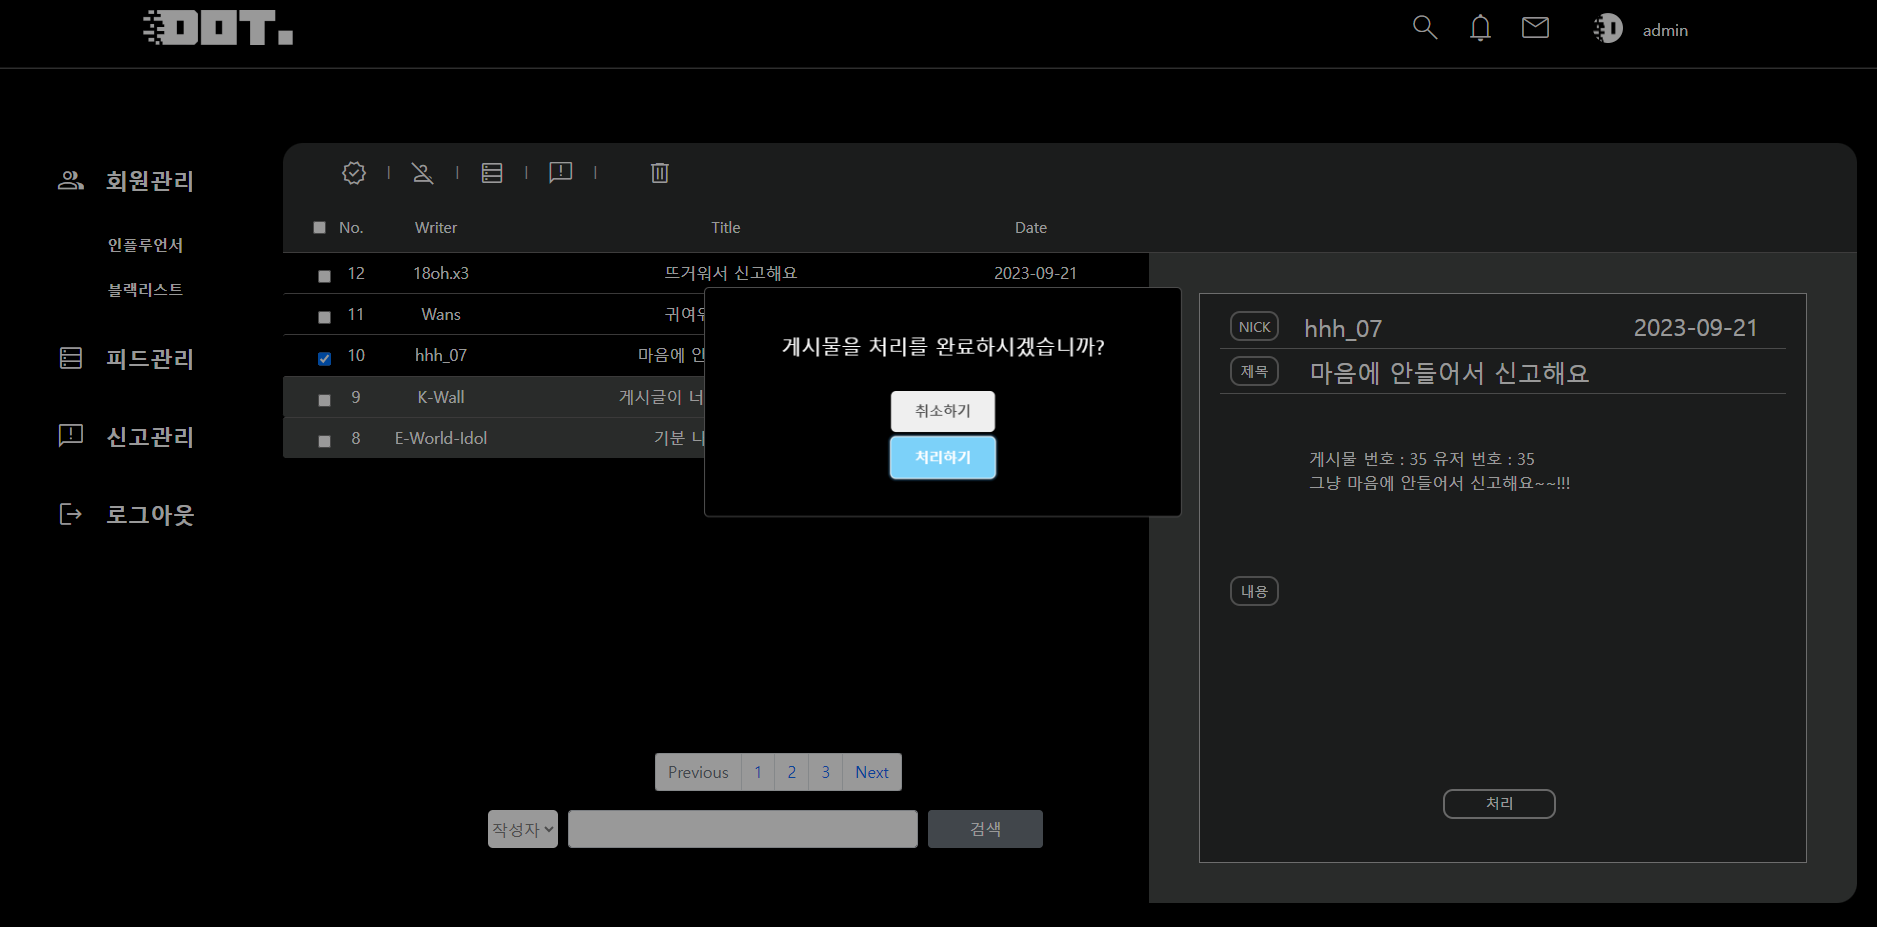 DOT.
admin
회원관리
인플루언서
블랙리스트
피드관리
신고관리
로그아웃
No. Writer Title Date
12 18oh.x3 뜨거워서 신고해요 2023-09-21
11 Wans 귀여
10 hhh_07 마음에 안
9 K-Wall 게시글이 너
8 E-World-Idol 기분 나
게시물을 처리를 완료하시겠습니까?
취소하기
처리하기
NICK hhh_07 2023-09-21
제목 마음에 안들어서 신고해요
게시물 번호 : 35 유저 번호 : 35
그냥 마음에 안들어서 신고해요~~!!!
내용
처리
Previous 1 2 3 Next
작성자 검색